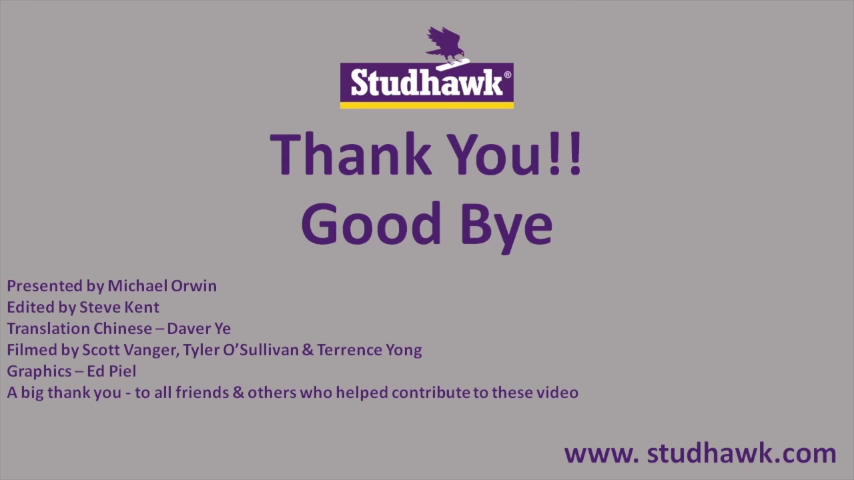 Studhawk®
Thank You!!
Good Bye
Presented by Michael Orwin
Edited by Steve Kent
Translation Chinese – Daver Ye
Filmed by Scott Vanger, Tyler O’Sullivan & Terrence Yong
Graphics – Ed Piel
A big thank you - to all friends & others who helped contribute to these video
www. studhawk.com